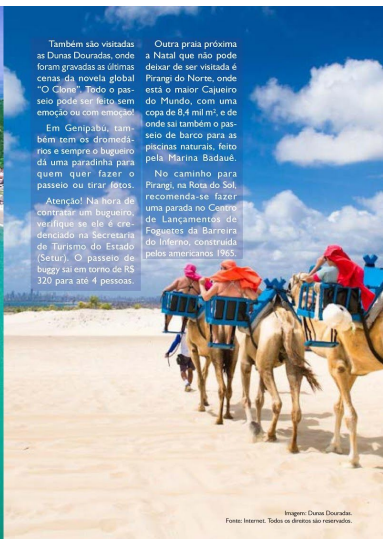 Também são visitadas
as Dunas Douradas, onde
foram gravadas as últimas
cenas da novela global
“O Clone”. Todo o pas-
seio pode ser feito sem
emoção ou com emoção!
Em Genipabu, tam-
bém tem os dromedá-
rios e sempre o bugueiro
dá uma paradinha para
quem quer fazer o
passeio ou tirar fotos.
Atenção! Na hora de
contratar um bugueiro,
verifique se ele é cre-
denciado na Secretaria
de Turismo do Estado
(Setur). O passeio de
buggy sai em torno de R$
320 para até 4 pessoas.
Outra praia próxima
a Natal que não pode
deixar de ser visitada é
Pirangi do Norte, onde
está o maior Cajueiro
do Mundo, com uma
copa de 8,4 mil m², e de
onde sai também o pas-
seio de barco para as
piscinas naturais, feito
pela Marina Badauê.
No caminho para
Pirangi, na Rota do Sol,
recomenda-se fazer
uma parada no Centro
de Lançamentos de
Foguetes da Barreira
do Inferno, construída
pelos americanos 1965.
Imagem: Dunas Douradas.
Fonte: Internet. Todos os direitos são reservados.